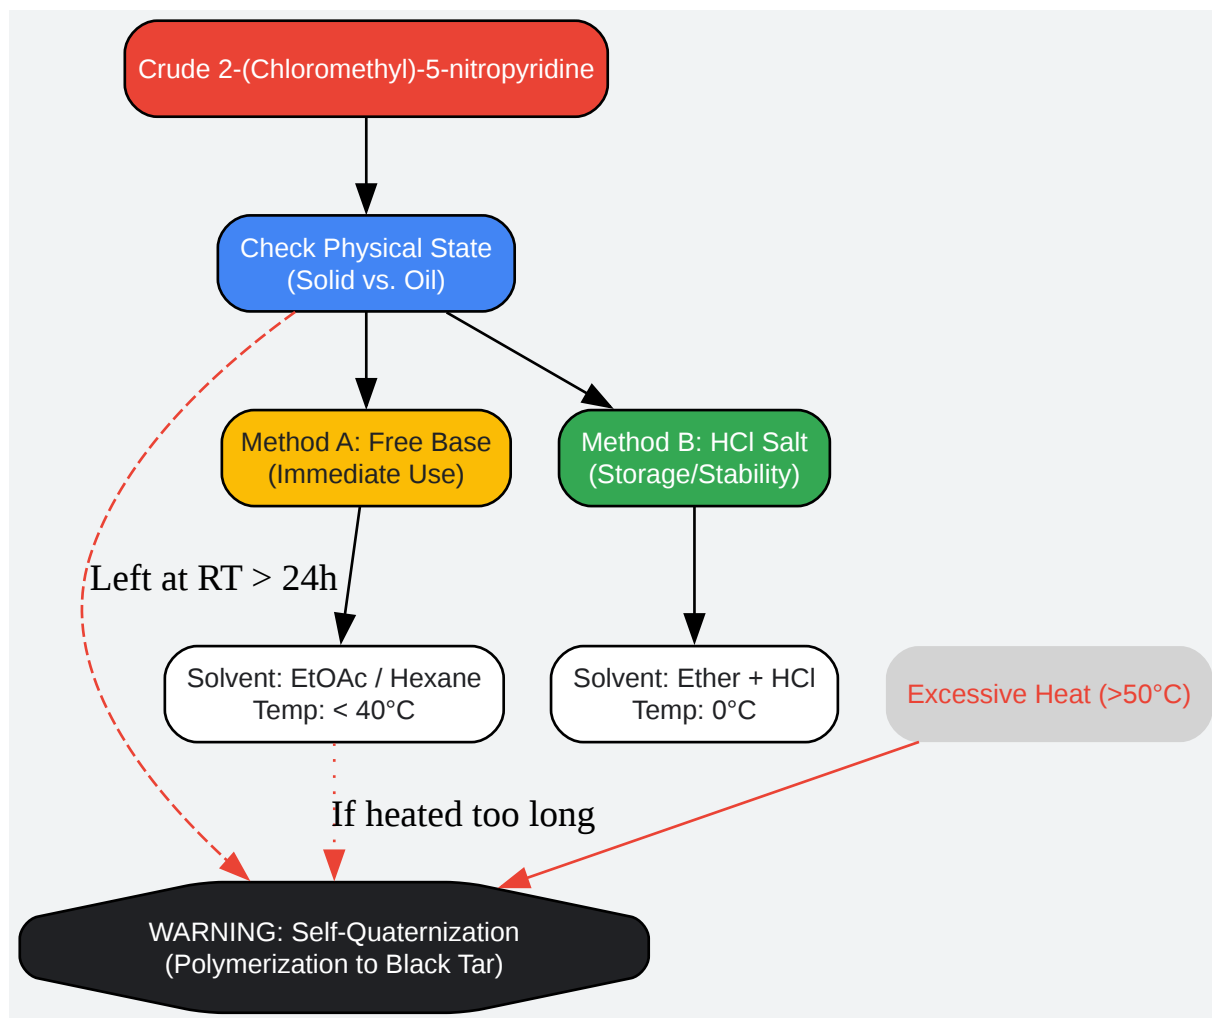 Crude 2-(Chloromethyl)-5-nitropyridine
Check Physical State
(Solid vs. Oil)
Method A: Free Base
(Immediate Use)
Method B: HCl Salt
(Storage/Stability)
Left at RT > 24h
Solvent: EtOAc / Hexane
Temp: < 40°C
Solvent: Ether + HCl
Temp: 0°C
Excessive Heat (>50°C)
If heated too long
WARNING: Self-Quaternization
(Polymerization to Black Tar)